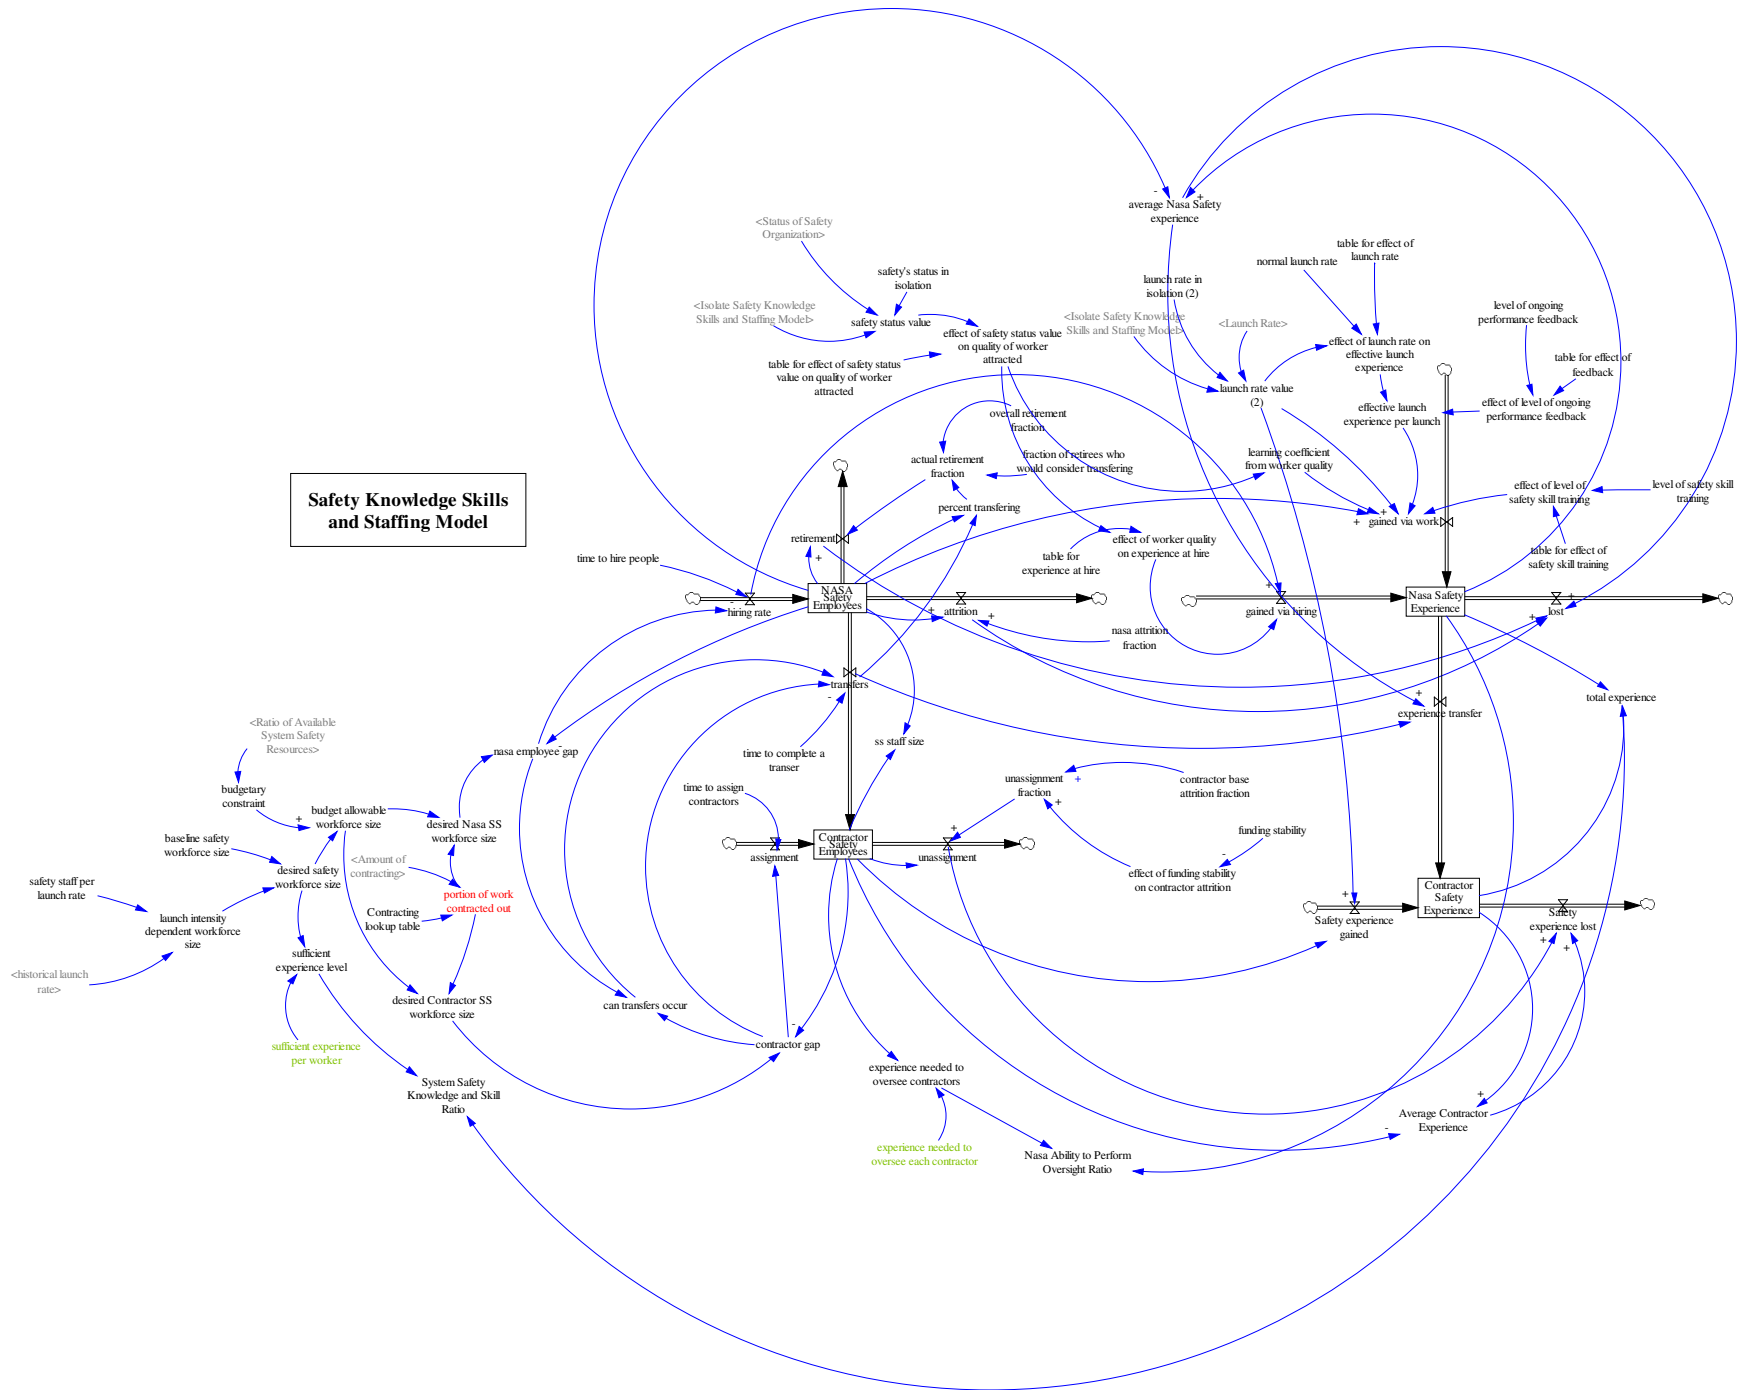 average Nasa Safety
experience
<Status of Safety
Organization>
safety's status in
isolation
<Isolate Safety Knowledge
Skills and Staffing Model>
safety status value
effect of safety status value
on quality of worker
attracted
table for effect of safety status
value on quality of worker
attracted
launch rate in
isolation (2)
<Isolate Safety Knowledge
Skills and Staffing Model>
<Launch Rate>
normal launch rate
table for effect of
launch rate
effect of launch rate on
effective launch
experience
launch rate value
(2)
level of ongoing
performance feedback
table for effect of
feedback
effective launch
experience per launch
effect of level of ongoing
performance feedback
overall retirement
fraction
actual retirement
fraction
fraction of retirees who
would consider transfering
learning coefficient
from worker quality
percent transfering
effect of level of
safety skill training
level of safety skill
training
Safety Knowledge Skills
and Staffing Model
gained via work
retirement
table for
experience at hire
effect of worker quality
on experience at hire
table for effect of
safety skill training
time to hire people
hiring rate
NASA
Safety
Employees
attrition
nasa attrition
fraction
gained via hiring
Nasa Safety
Experience
lost
transfers
experience transfer
total experience
<Ratio of Available
System Safety
Resources>
nasa employee gap
time to complete a
transer
ss staff size
budgetary
constraint
time to assign
contractors
unassignment
fraction
contractor base
attrition fraction
budget allowable
workforce size
desired Nasa SS
workforce size
baseline safety
workforce size
<Amount of
contracting>
desired safety
workforce size
assignment
Contractor
Safety
Employees
unassignment
funding stability
effect of funding stability
on contractor attrition
safety staff per
launch rate
portion of work
contracted out
Contracting
lookup table
launch intensity
dependent workforce
size
Contractor
Safety
Experience
Safety experience
gained
Safety
experience lost
sufficient
experience level
<historical launch
rate>
desired Contractor SS
workforce size
can transfers occur
contractor gap
sufficient experience
per worker
System Safety
Knowledge and Skill
Ratio
experience needed to
oversee contractors
Average Contractor
Experience
experience needed to
oversee each contractor
Nasa Ability to Perform
Oversight Ratio